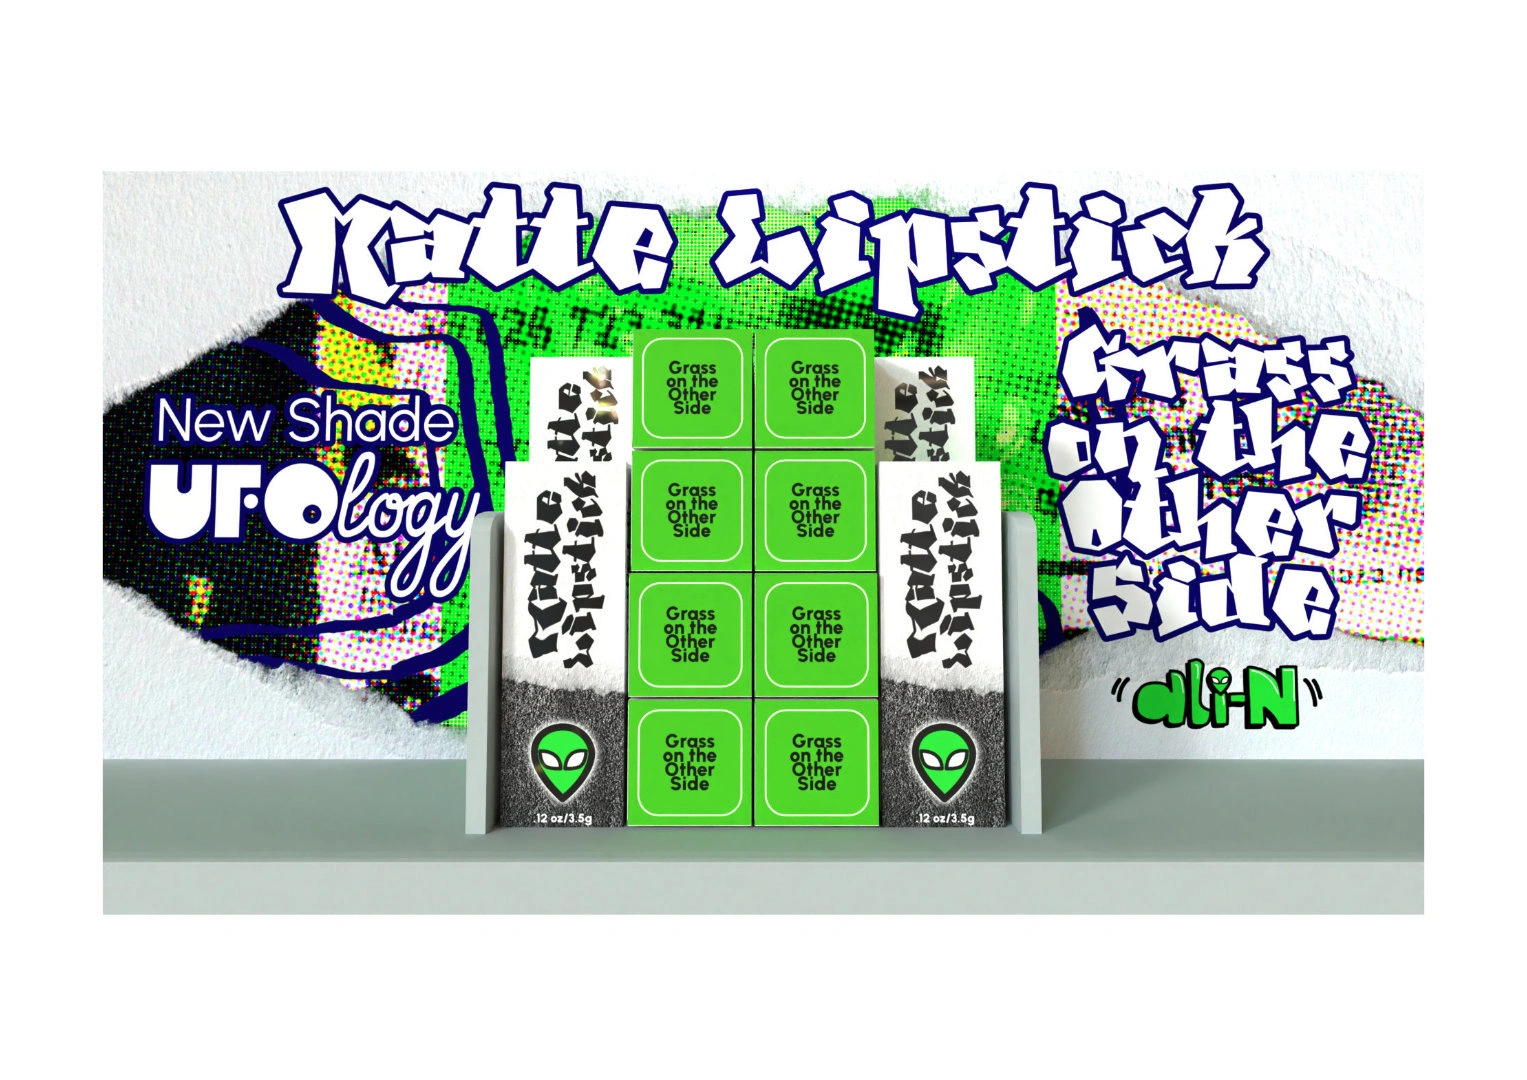 Matte Lipstick
New Shade
UFOlogy
Grass
on the
Other
Side
ali-N
Matte
Lipstick
.12 oz/3.5g
Grass
on the
Other
Side
Grass
on the
Other
Side
Grass
on the
Other
Side
Grass
on the
Other
Side
Grass
on the
Other
Side
Grass
on the
Other
Side
Grass
on the
Other
Side
Grass
on the
Other
Side
Matte
Lipstick
.12 oz/3.5g